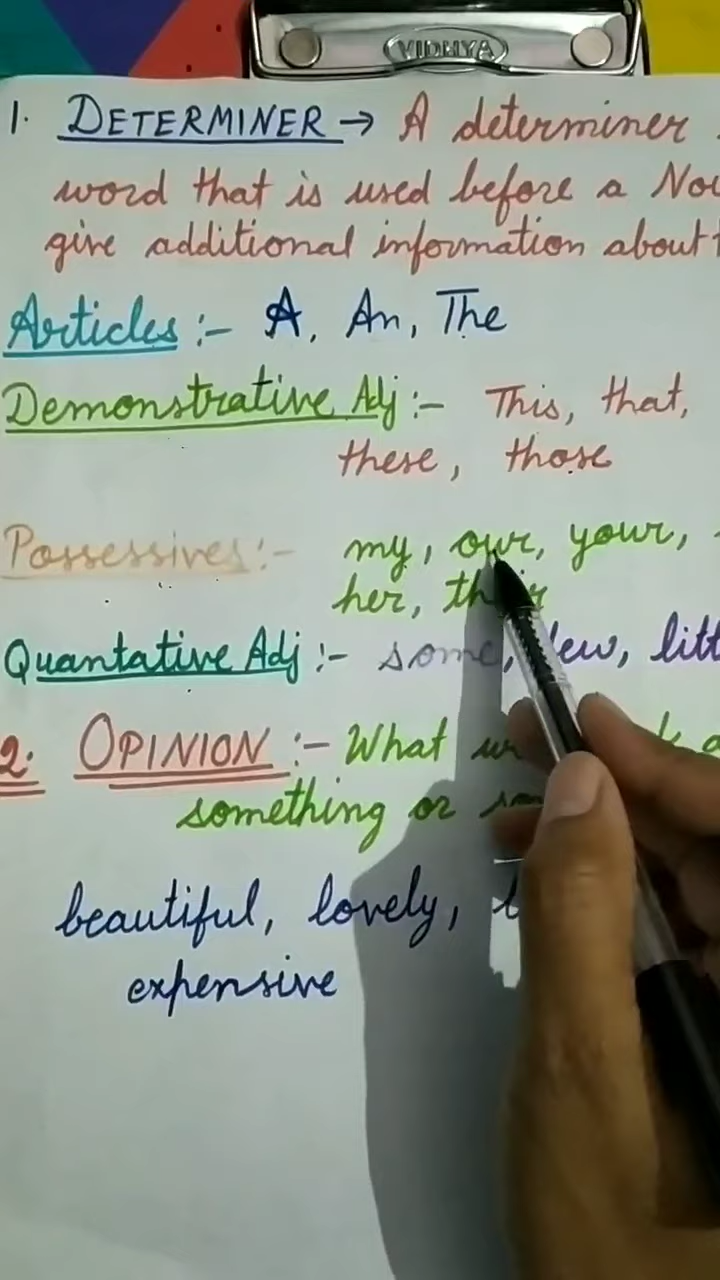 VIDHYA
1. DETERMINER → A determiner
word that is used before a
give additional information about
Articles :- A, An, The
Demonstrative Adj :- This, that,
these, those
Possessives :- my, our, your,
her, their
Quantative Adj :- some, few,
2. OPINION :- What
something or
beautiful, lovely,
expensive